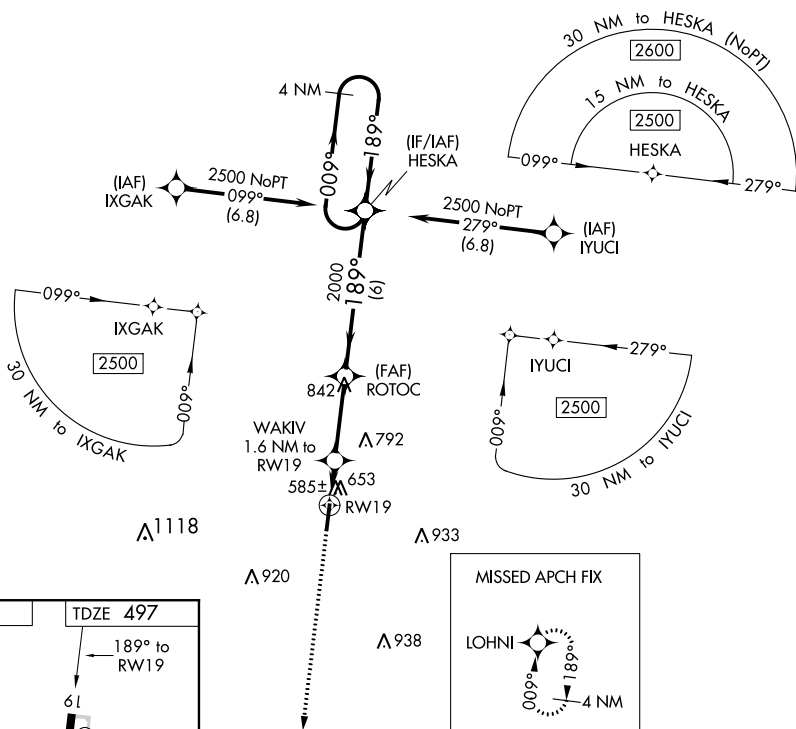 30 NM to HESKA (NoPT)
2600
15 NM to HESKA
2500
HESKA
099°
279°
4 NM
009°
189°
(IF/IAF)
HESKA
(IAF)
IXGAK
2500 NoPT
099°
(6.8)
2500 NoPT
279°
(6.8)
(IAF)
IYUCI
2000
189°
(6)
099°
IXGAK
2500
009°
30 NM to IXGAK
279°
IYUCI
2500
009°
30 NM to IYUCI
(FAF)
ROTOC
842
WAKIV
1.6 NM to
RW19
792
585±
653
RW19
1118
933
920
938
MISSED APCH FIX
LOHNI
009°
189°
4 NM
TDZE 497
189° to
RW19
19